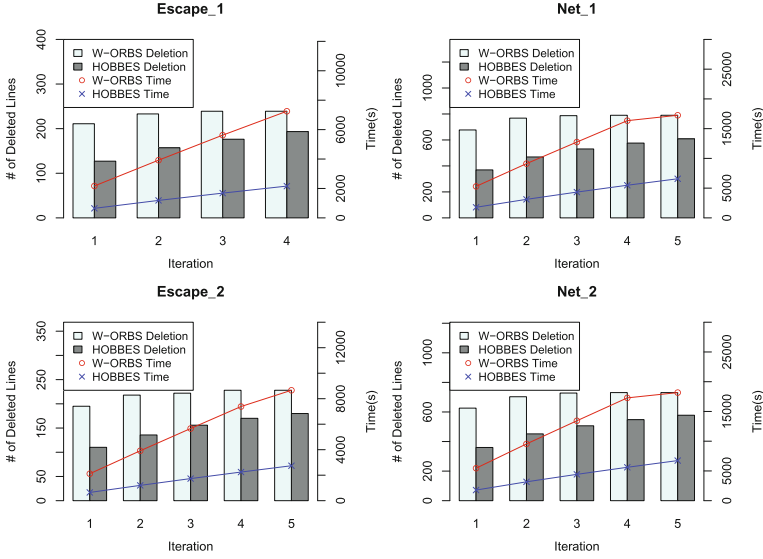 Escape_1
W−ORBS Deletion
HOBBES Deletion
W−ORBS Time
HOBBES Time
# of Deleted Lines
0
100
200
300
400
Time(s)
0
2000
6000
10000
1 2 3 4
Iteration
Net_1
W−ORBS Deletion
HOBBES Deletion
W−ORBS Time
HOBBES Time
# of Deleted Lines
0
200
600
1000
Time(s)
0
5000
15000
25000
1 2 3 4 5
Iteration
Escape_2
W−ORBS Deletion
HOBBES Deletion
W−ORBS Time
HOBBES Time
# of Deleted Lines
0
50
150
250
350
Time(s)
0
4000
8000
12000
1 2 3 4 5
Iteration
Net_2
W−ORBS Deletion
HOBBES Deletion
W−ORBS Time
HOBBES Time
# of Deleted Lines
0
200
600
1000
Time(s)
0
5000
15000
25000
1 2 3 4 5
Iteration